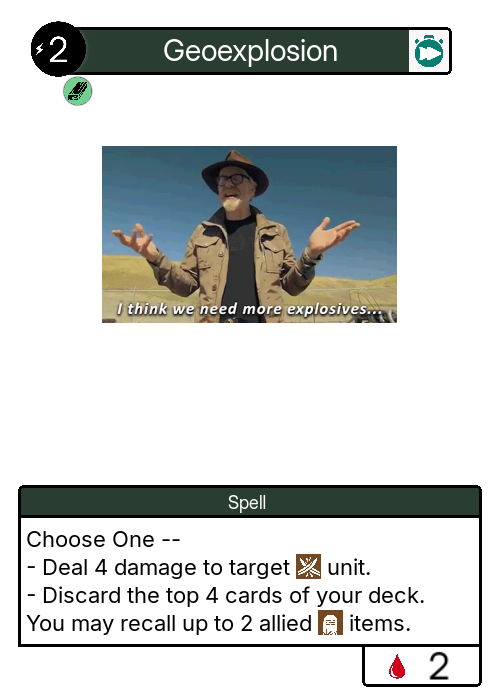 2
Geoexplosion
I think we need more explosives...
Spell
Choose One --
- Deal 4 damage to target unit.
- Discard the top 4 cards of your deck.
You may recall up to 2 allied items.
2